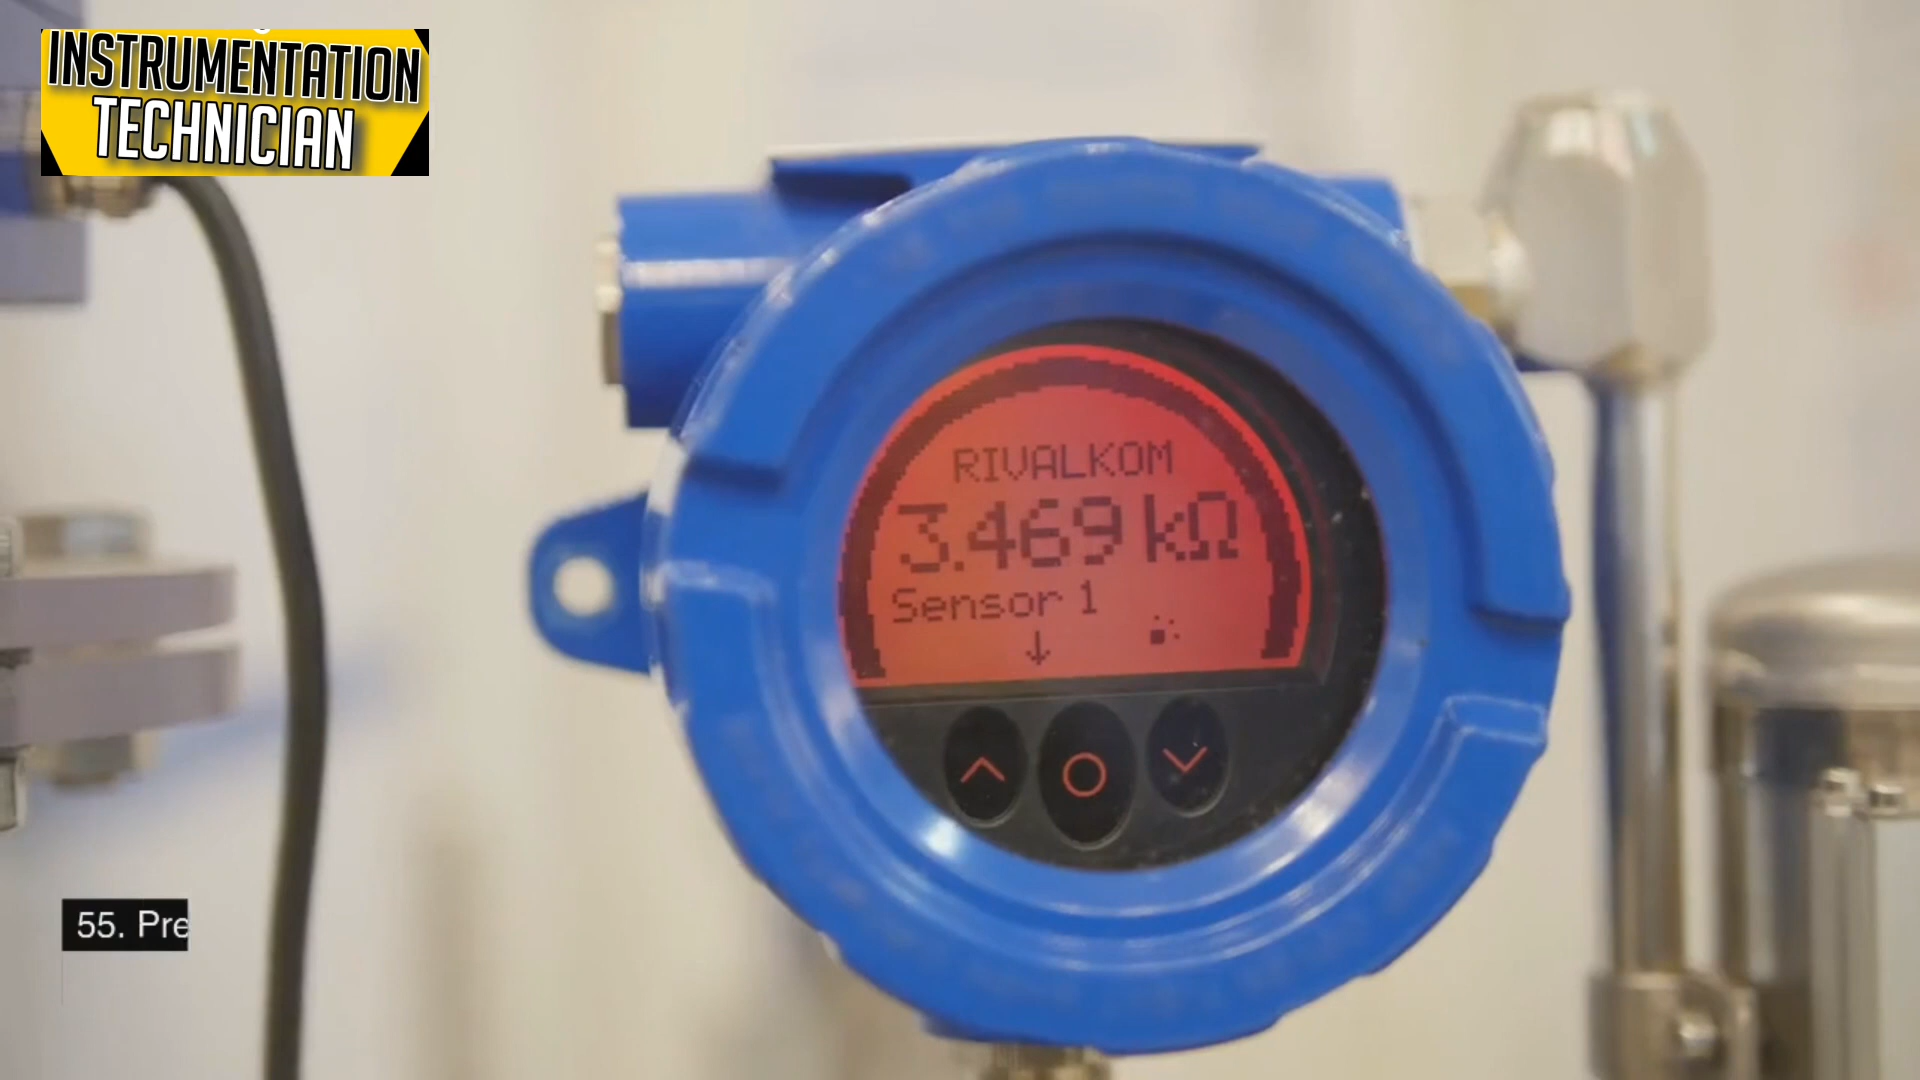 INSTRUMENTATION
TECHNICIAN
RIVALKOM
3.469 kΩ
Sensor 1
55. Pre